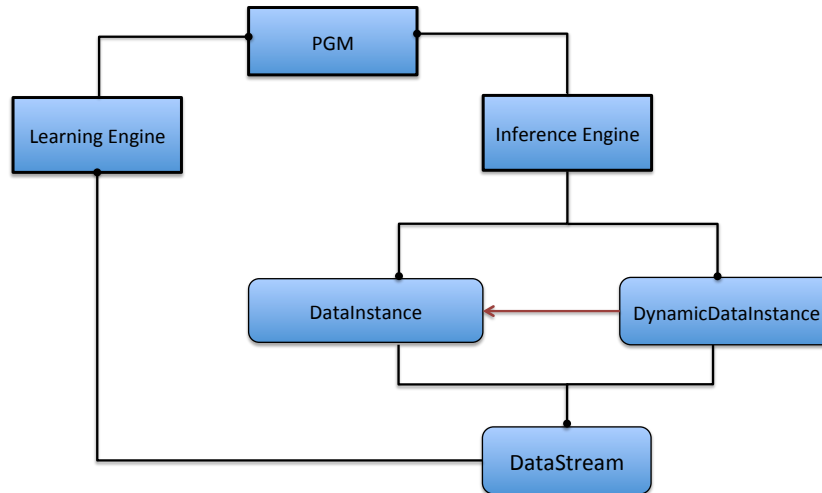 PGM
Learning Engine
Inference Engine
DataInstance
DynamicDataInstance
DataStream